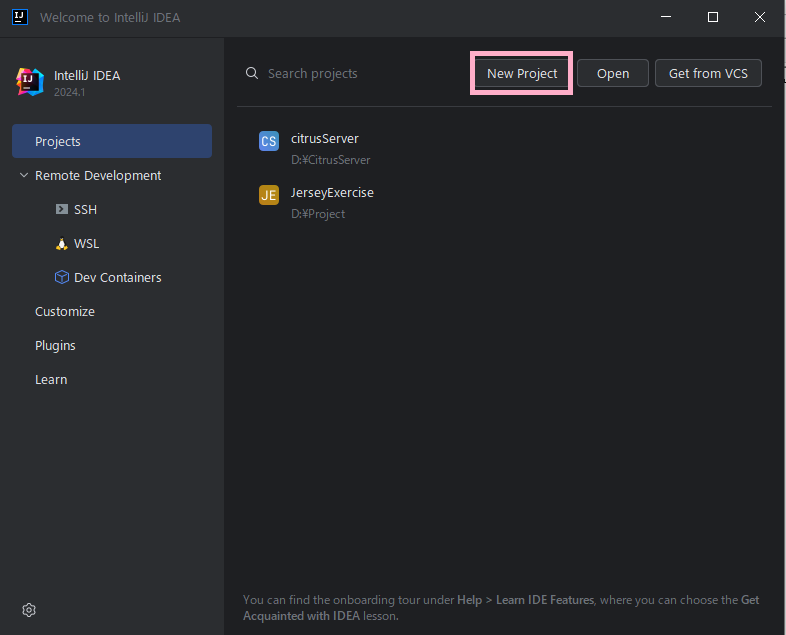 IJ Welcome to IntelliJ IDEA
IJ IntelliJ IDEA
2024.1
Projects
Remote Development
SSH
WSL
Dev Containers
Customize
Plugins
Learn
Search projects
New Project
Open
Get from VCS
CS citrusServer
D:¥CitrusServer
JE JerseyExercise
D:¥Project
You can find the onboarding tour under Help > Learn IDE Features, where you can choose the Get
Acquainted with IDEA lesson.